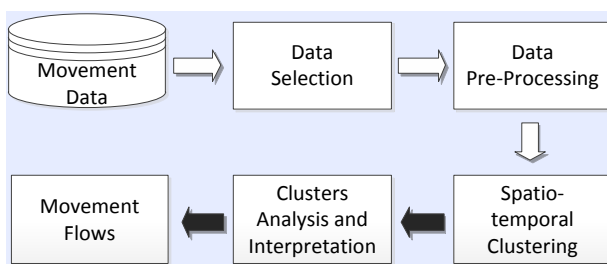 Movement
Data
Data
Selection
Data
Pre-Processing
Spatio-
temporal
Clustering
Clusters
Analysis and
Interpretation
Movement
Flows